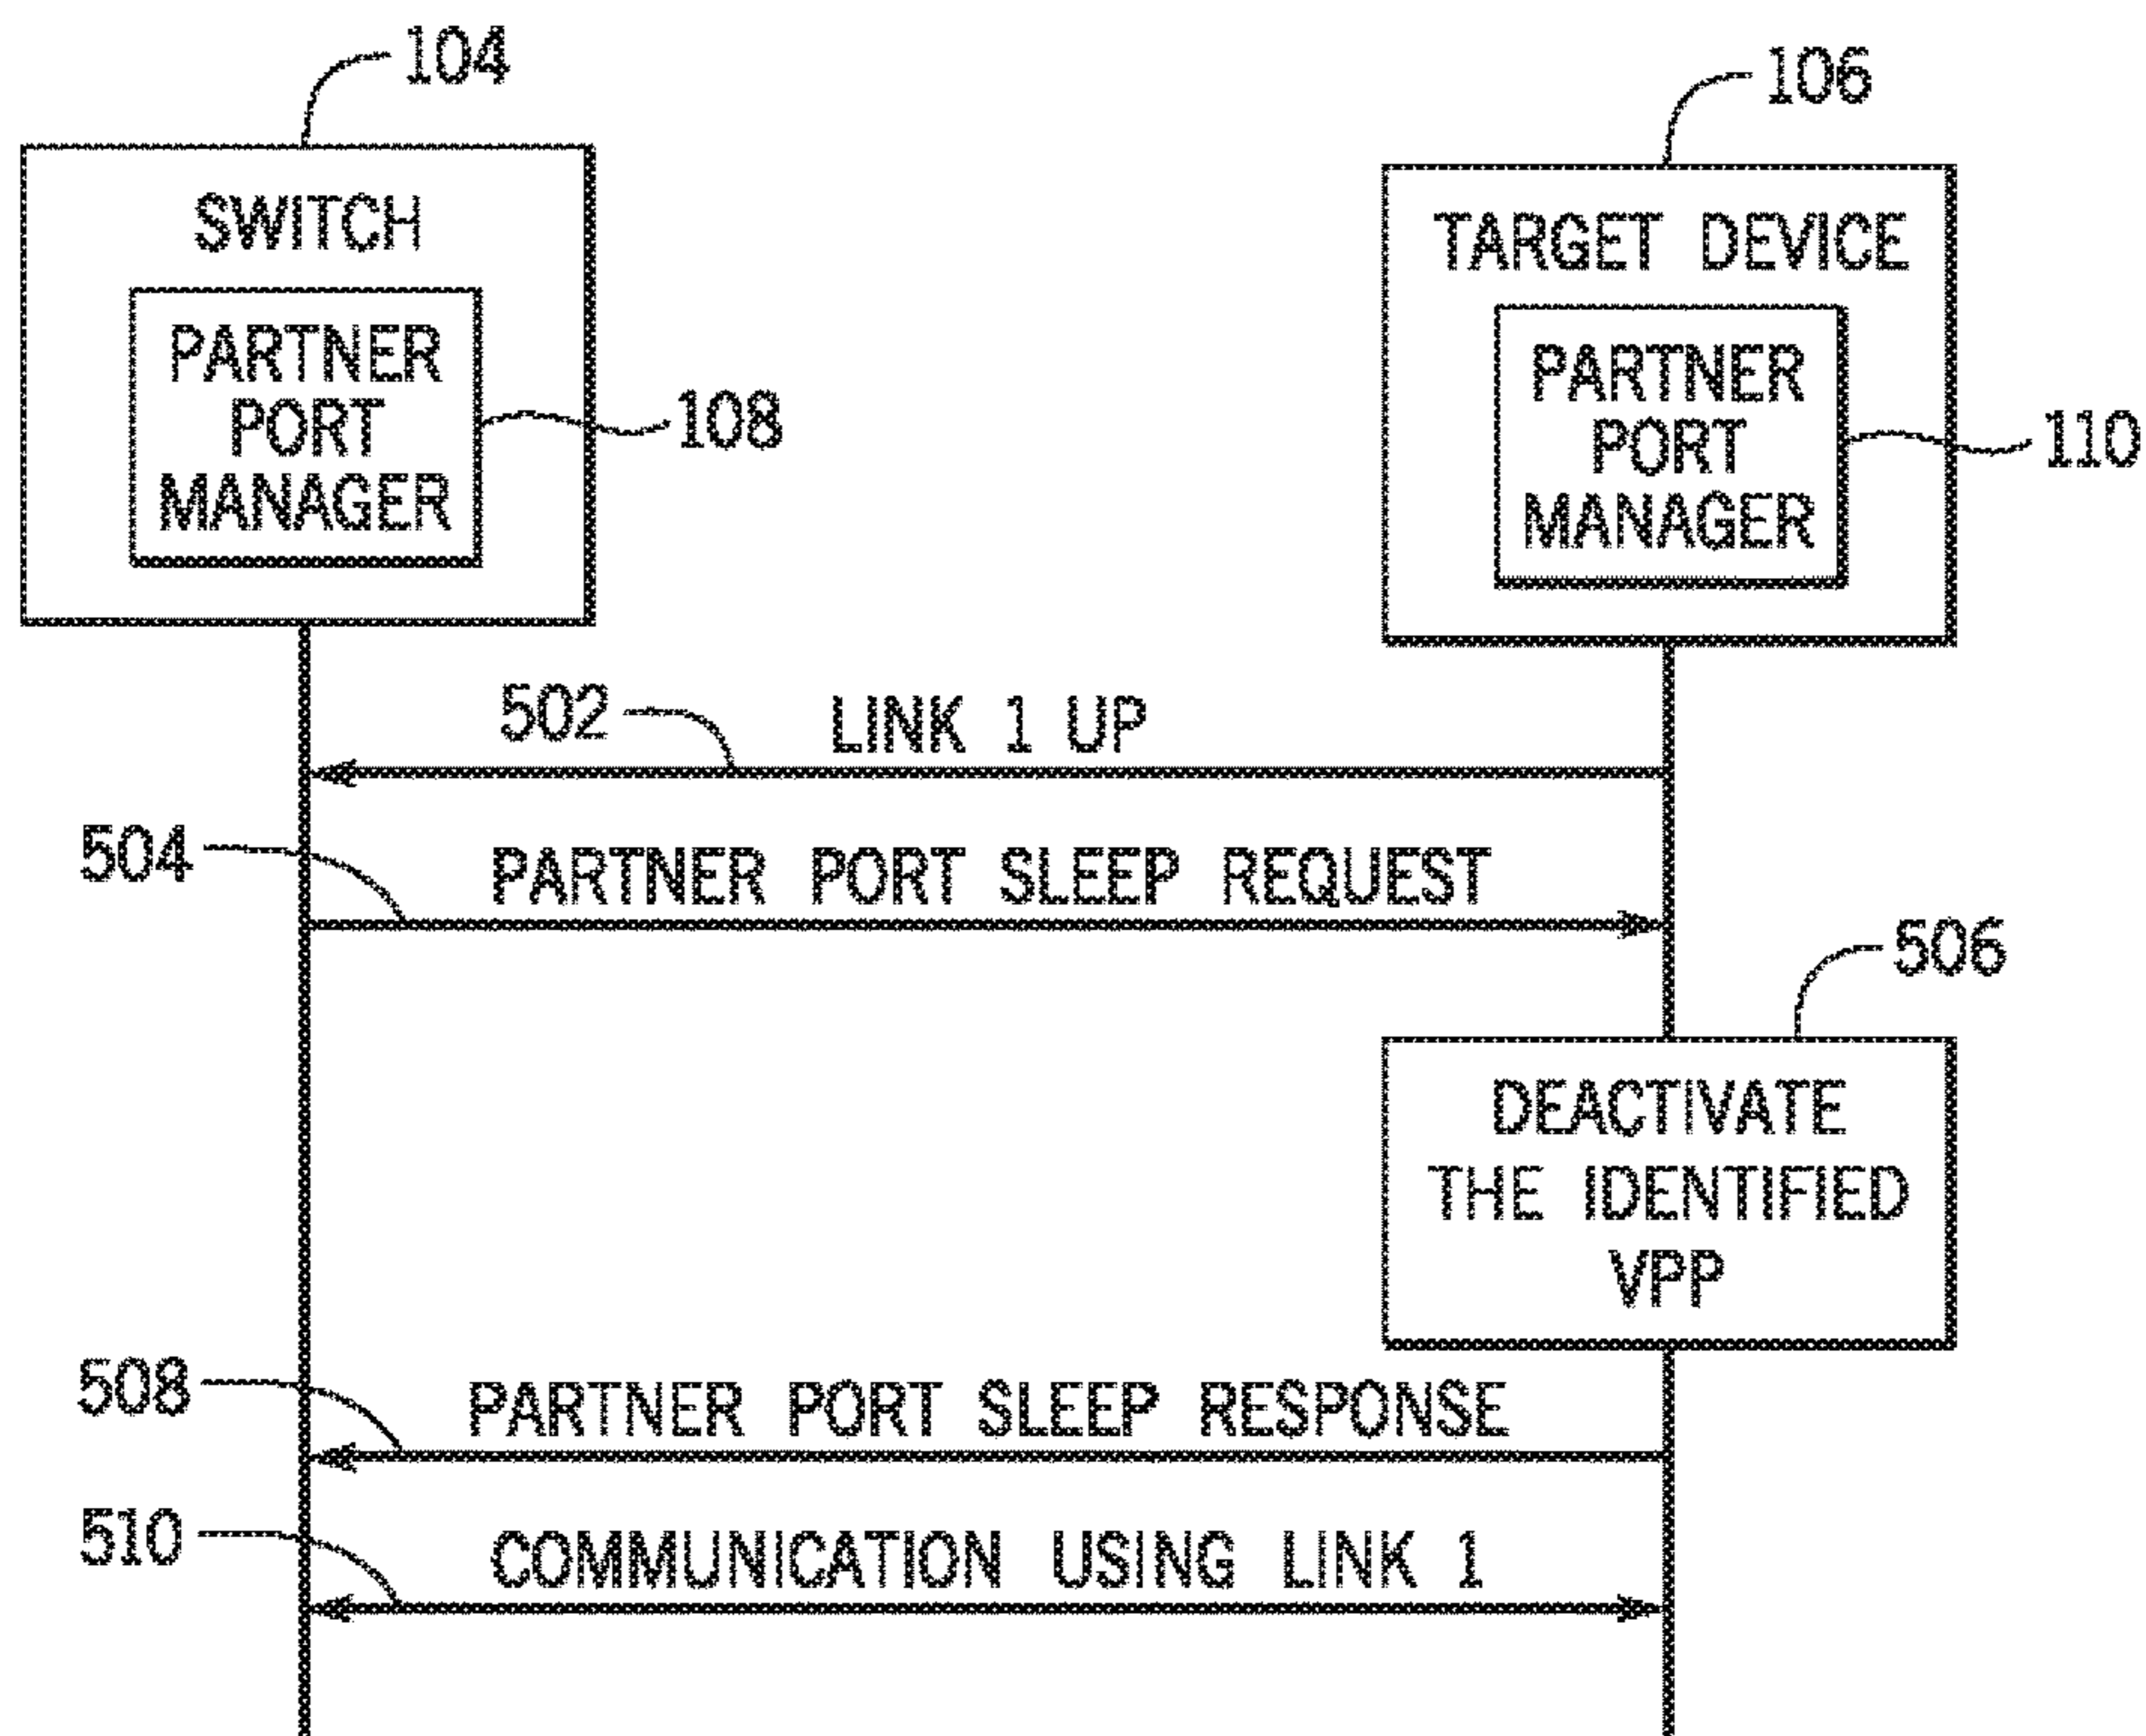 104
106
SWITCH
TARGET DEVICE
PARTNER
PORT
MANAGER
108
PARTNER
PORT
MANAGER
110
502
LINK 1 UP
504
PARTNER PORT SLEEP REQUEST
506
DEACTIVATE
THE IDENTIFIED
VPP
508
PARTNER PORT SLEEP RESPONSE
510
COMMUNICATION USING LINK 1